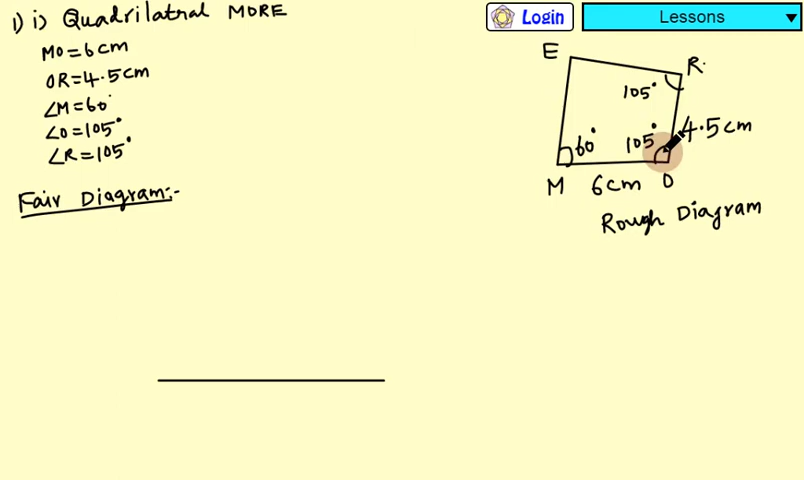 1) i) Quadrilatral MORE
MO = 6cm
OR = 4.5cm
∠M = 60°
∠O = 105°
∠R = 105°
Fair Diagram:-
Login
Lessons
E
R
105°
60°
105°
4.5cm
M
6cm
O
Rough Diagram